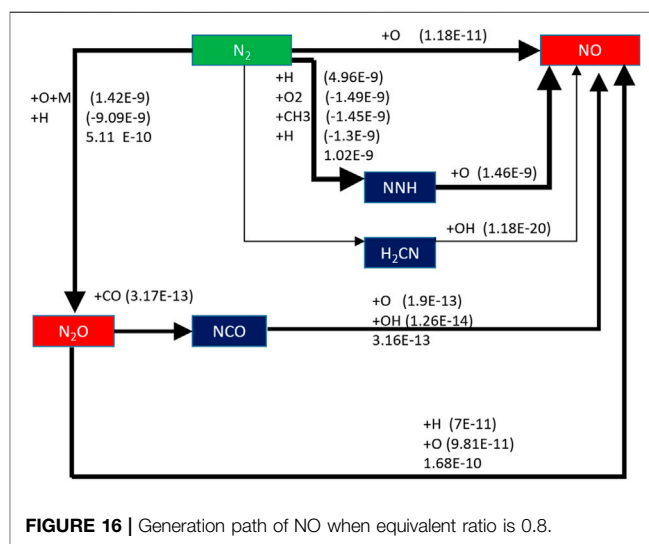 N2
+O (1.18E-11)
NO
+O+M (1.42E-9)
+H (-9.09E-9)
5.11 E-10
+H (4.96E-9)
+O2 (-1.49E-9)
+CH3 (-1.45E-9)
+H (-1.3E-9)
1.02E-9
NNH
+O (1.46E-9)
H2CN
+OH (1.18E-20)
+CO (3.17E-13)
N2O
NCO
+O (1.9E-13)
+OH (1.26E-14)
3.16E-13
+H (7E-11)
+O (9.81E-11)
1.68E-10
FIGURE 16 | Generation path of NO when equivalent ratio is 0.8.